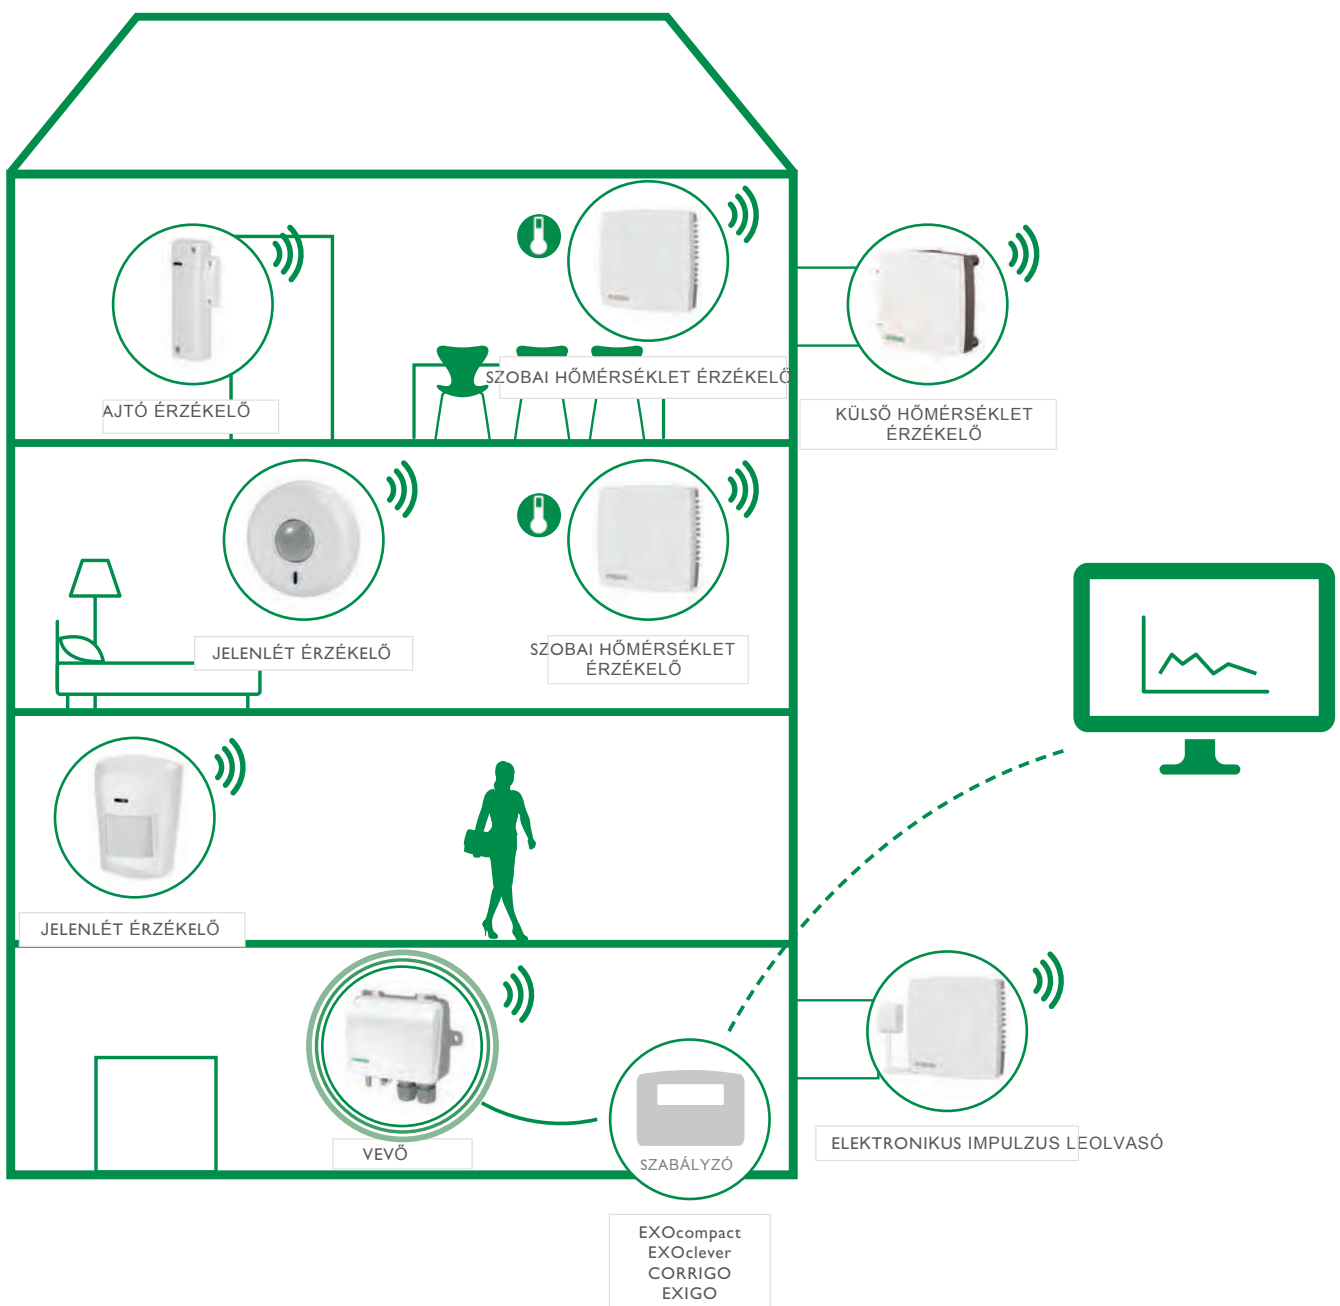 AJTÓ ÉRZÉKELŐ
SZOBAI HŐMÉRSÉKLET ÉRZÉKELŐ
KÜLSŐ HŐMÉRSÉKLET
ÉRZÉKELŐ
JELENLÉT ÉRZÉKELŐ
SZOBAI HŐMÉRSÉKLET
ÉRZÉKELŐ
JELENLÉT ÉRZÉKELŐ
VEVŐ
SZABÁLYZÓ
ELEKTRONIKUS IMPULZUS LEOLVASÓ
EXOcompact
EXOclever
CORRIGO
EXIGO